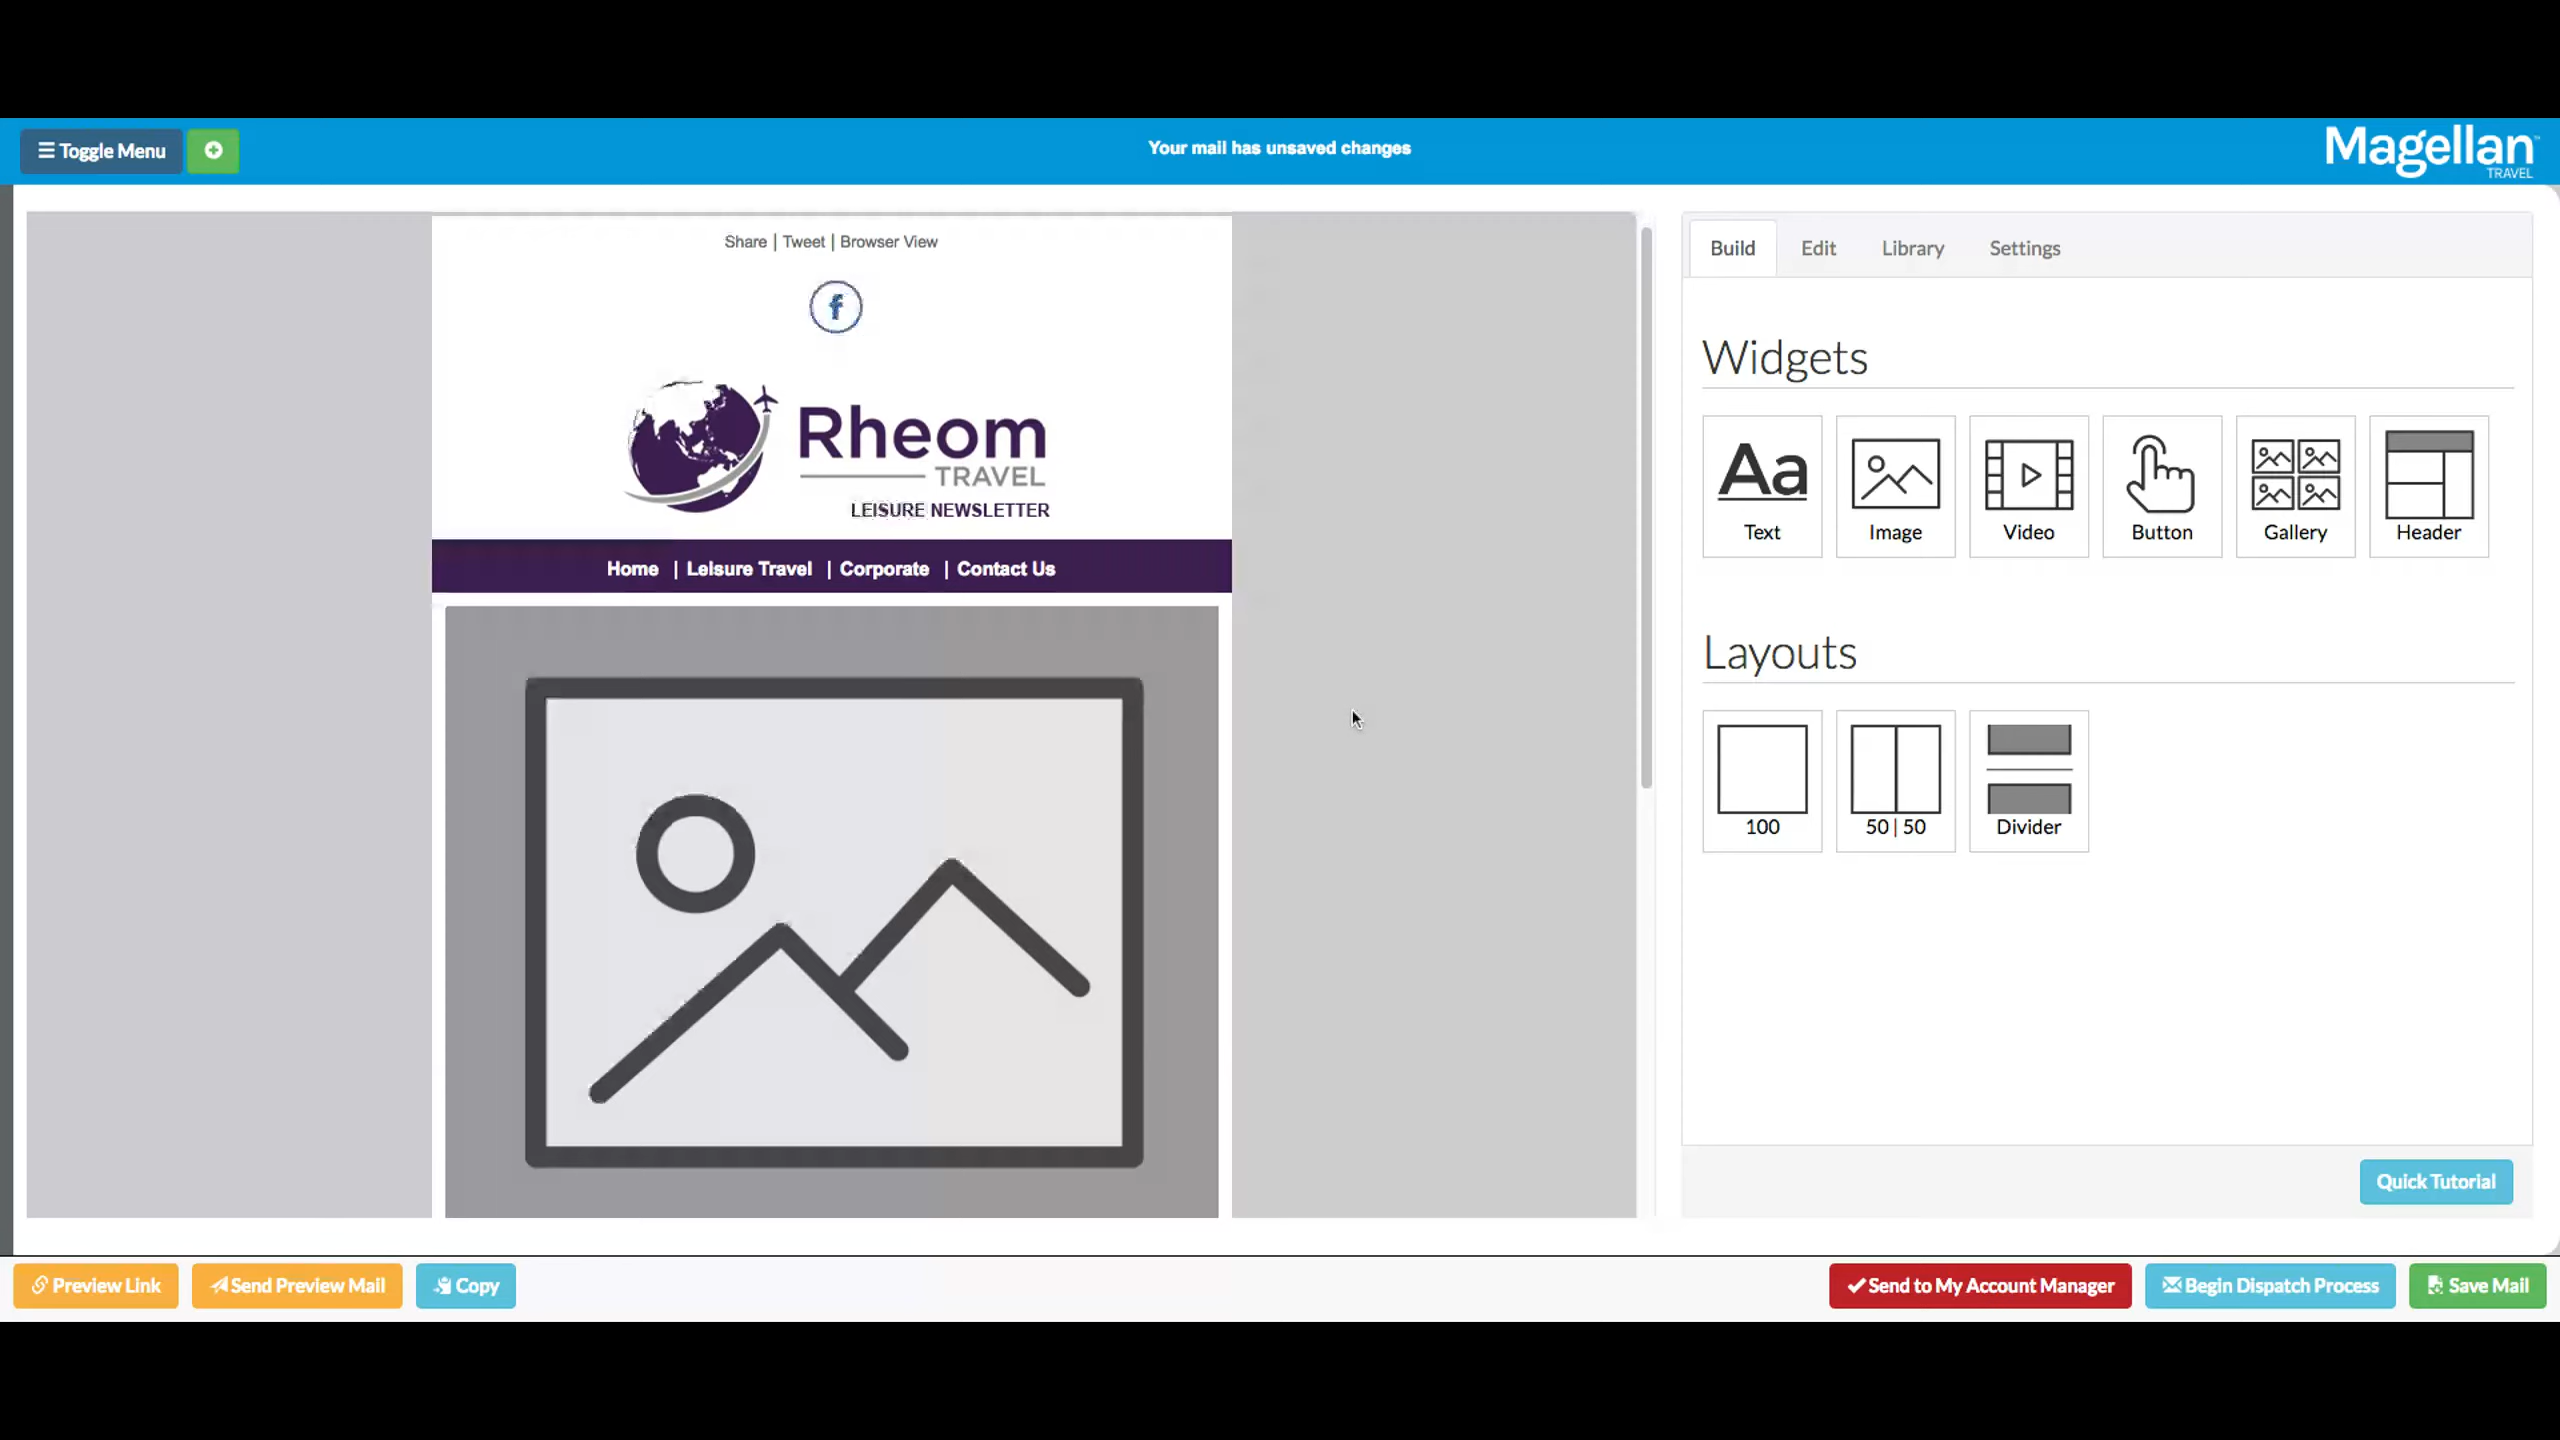 Toggle Menu
Your mail has unsaved changes
Magellan
TRAVEL
Share | Tweet | Browser View
f
Rheom
TRAVEL
LEISURE NEWSLETTER
Home | Leisure Travel | Corporate | Contact Us
Build Edit Library Settings
Widgets
Aa
Text Image Video Button Gallery Header
Layouts
100 50 | 50 Divider
Quick Tutorial
Preview Link Send Preview Mail Copy Send to My Account Manager Begin Dispatch Process Save Mail